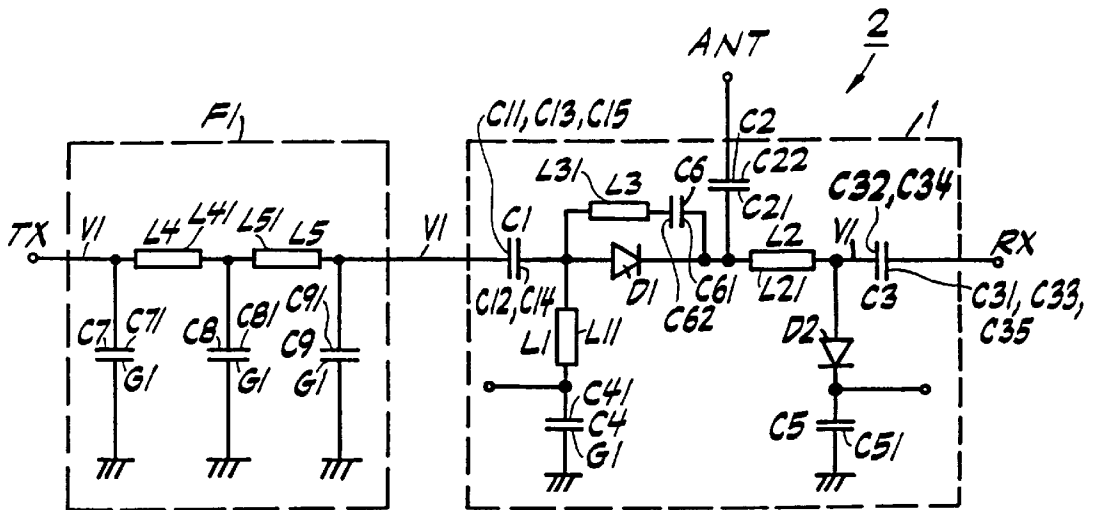 2
ANT
F1
C11, C13, C15
1
C2
C22
C21
L31
L3
C6
C32, C34
TX
V1
L4
L41
L51
L5
V1
C1
L2
V1
RX
C12, C14
D1
C61
C62
L21
C3
C31, C33,
C35
C7
C71
G1
C8
C81
G1
C91
C9
G1
L1
L11
D2
C41
C4
G1
C5
C51